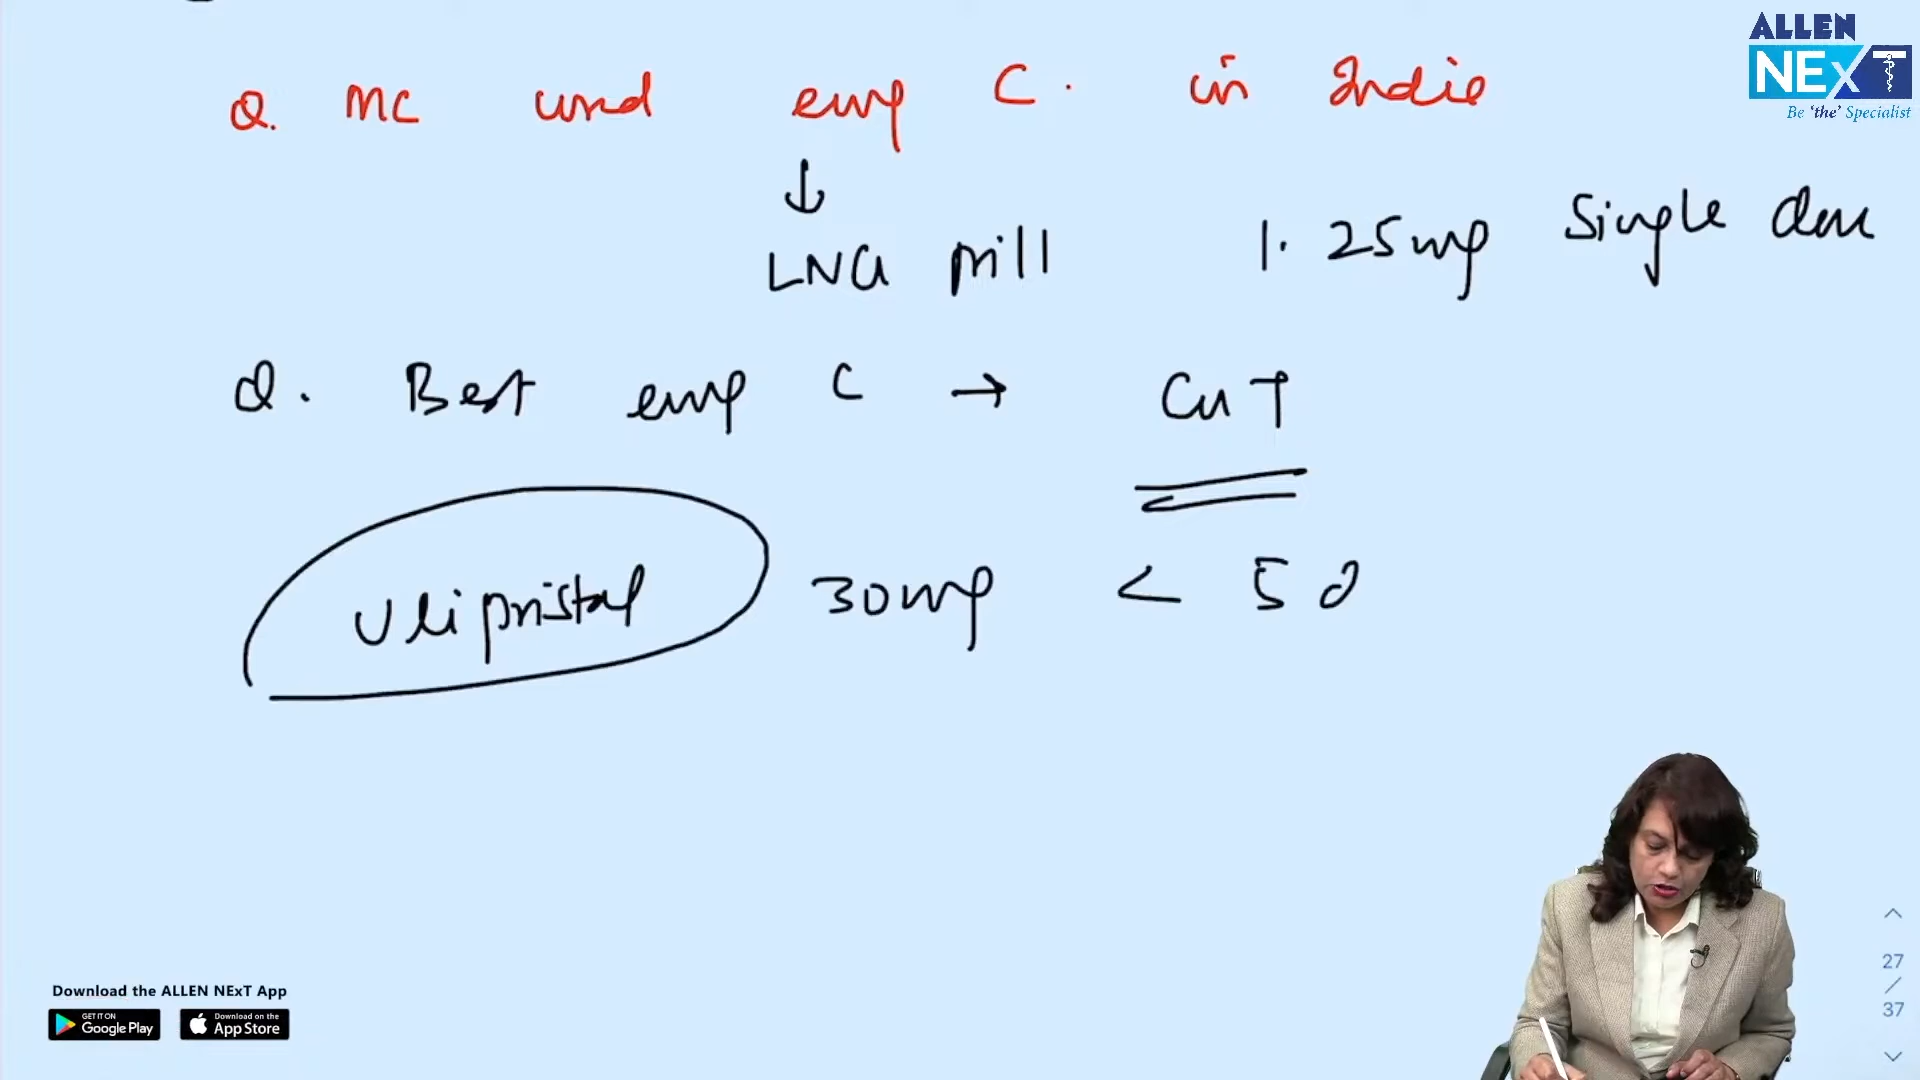 ALLEN
NExT
Be 'the' Specialist
Q. MC used emg C. in India
↓
LNG pill 1.25mg Single dose
Q. Best emg C → CuT
Ulipristal 30mg < 5 d
Download the ALLEN NExT App
GET IT ON
Google Play
Download on the
App Store
27
/
37